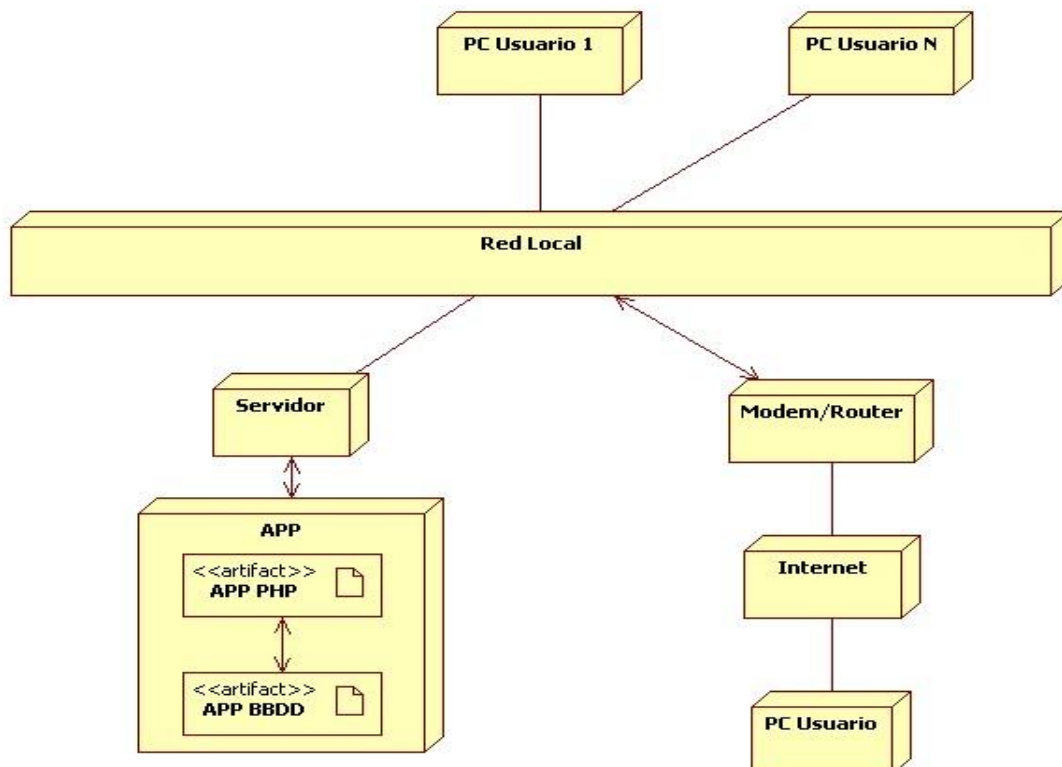 PC Usuario 1
PC Usuario N
Red Local
Servidor
Modem/Router
APP
<<artifact>>
APP PHP
<<artifact>>
APP BBDD
Internet
PC Usuario